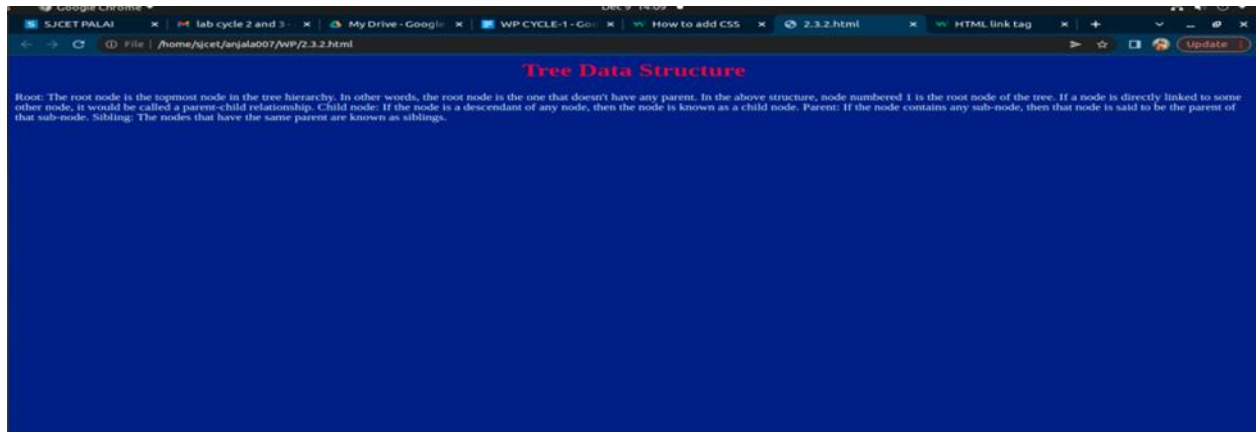 Google Chrome
Dec 9 14:09
SJCET PALAI
lab cycle 2 and 3 -
My Drive - Google
WP CYCLE-1 - Goo
How to add CSS
2.3.2.html
HTML link tag
File | /home/sjcet/anjala007/WP/2.3.2.html
Update
Tree Data Structure
Root: The root node is the topmost node in the tree hierarchy. In other words, the root node is the one that doesn't have any parent. In the above structure, node numbered 1 is the root node of the tree. If a node is directly linked to some
other node, it would be called a parent-child relationship. Child node: If the node is a descendant of any node, then the node is known as a child node. Parent: If the node contains any sub-node, then that node is said to be the parent of
that sub-node. Sibling: The nodes that have the same parent are known as siblings.